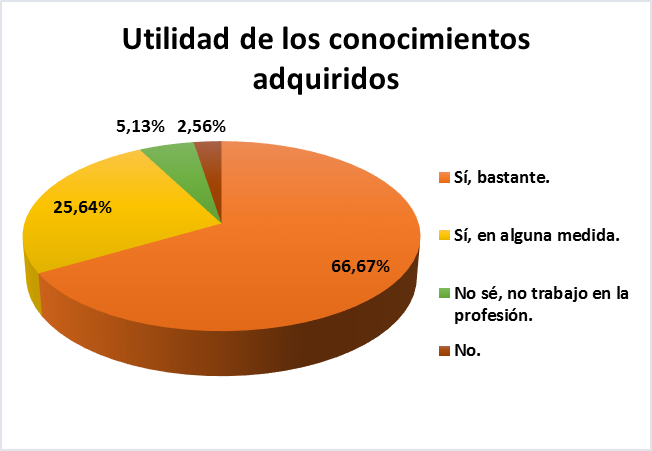 Utilidad de los conocimientos
adquiridos
5,13% 2,56%
25,64%
66,67%
Sí, bastante.
Sí, en alguna medida.
No sé, no trabajo en la
profesión.
No.